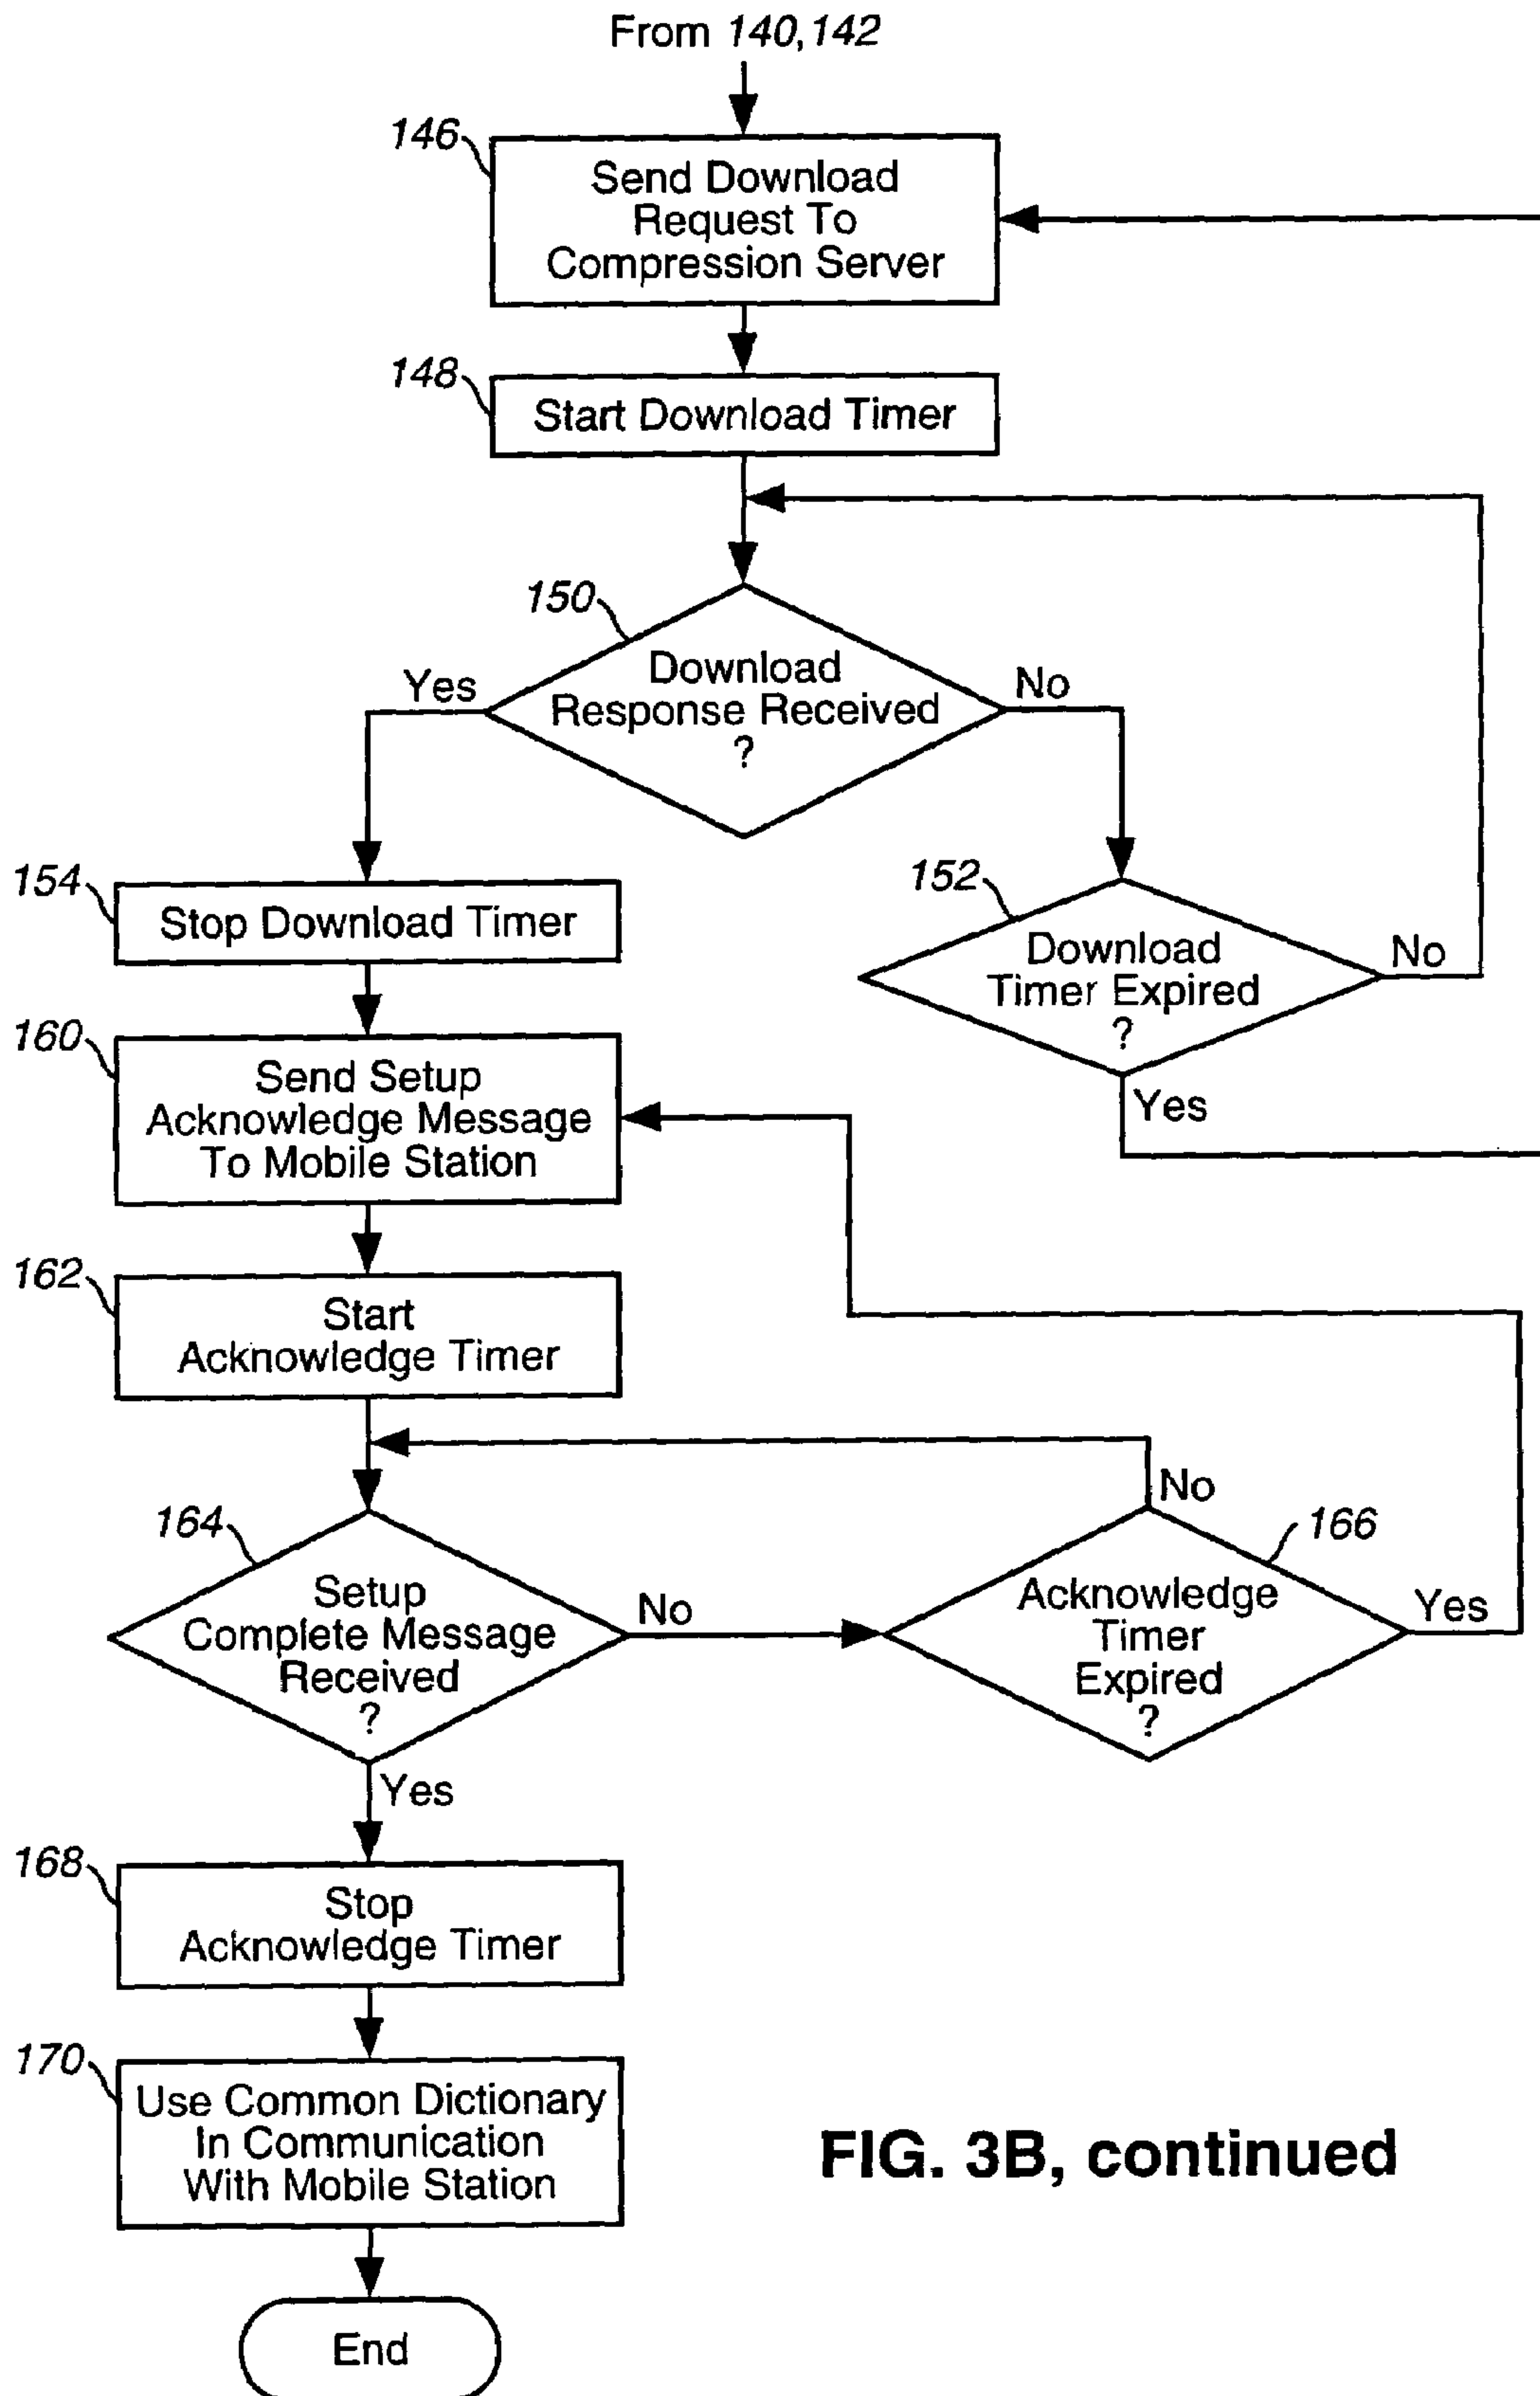 From 140, 142
146
Send Download
Request To
Compression Server
148
Start Download Timer
150
Download
Response Received
?
Yes
No
154
Stop Download Timer
152
Download
Timer Expired
?
No
Yes
160
Send Setup
Acknowledge Message
To Mobile Station
162
Start
Acknowledge Timer
164
Setup
Complete Message
Received
?
No
Yes
166
Acknowledge
Timer
Expired
?
No
Yes
168
Stop
Acknowledge Timer
170
Use Common Dictionary
In Communication
With Mobile Station
FIG. 3B, continued
End